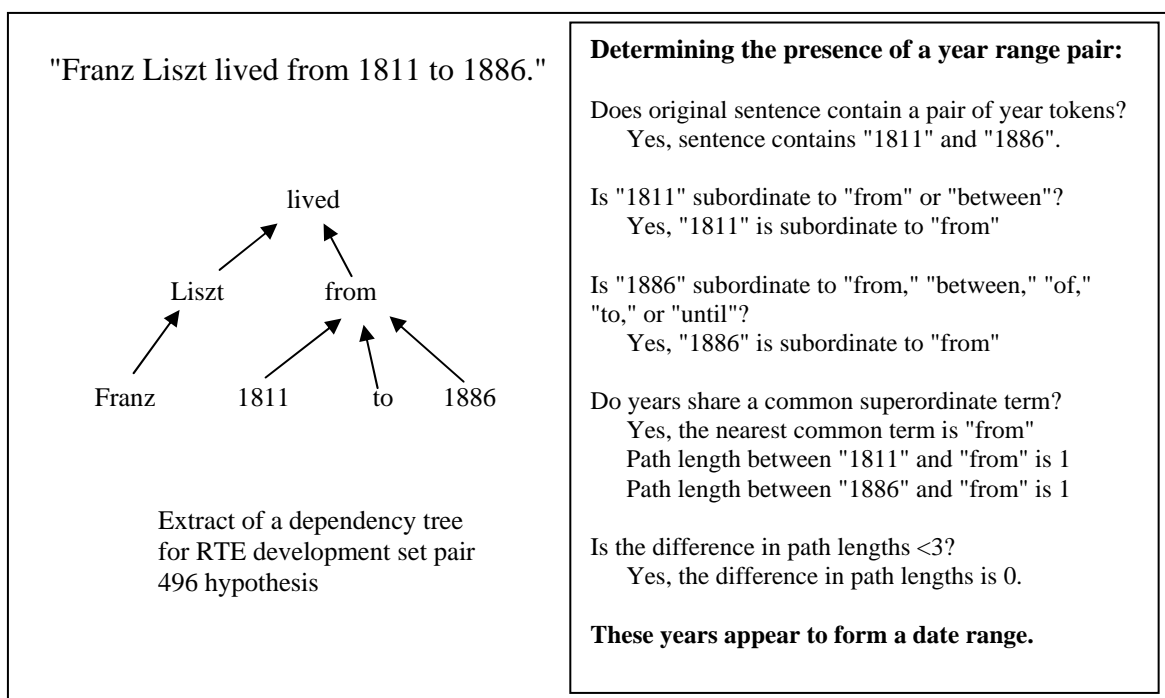 "Franz Liszt lived from 1811 to 1886."
lived
Liszt from
Franz 1811 to 1886
Extract of a dependency tree
for RTE development set pair
496 hypothesis
Determining the presence of a year range pair:
Does original sentence contain a pair of year tokens?
Yes, sentence contains "1811" and "1886".
Is "1811" subordinate to "from" or "between"?
Yes, "1811" is subordinate to "from"
Is "1886" subordinate to "from," "between," "of,"
"to," or "until"?
Yes, "1886" is subordinate to "from"
Do years share a common superordinate term?
Yes, the nearest common term is "from"
Path length between "1811" and "from" is 1
Path length between "1886" and "from" is 1
Is the difference in path lengths <3?
Yes, the difference in path lengths is 0.
These years appear to form a date range.